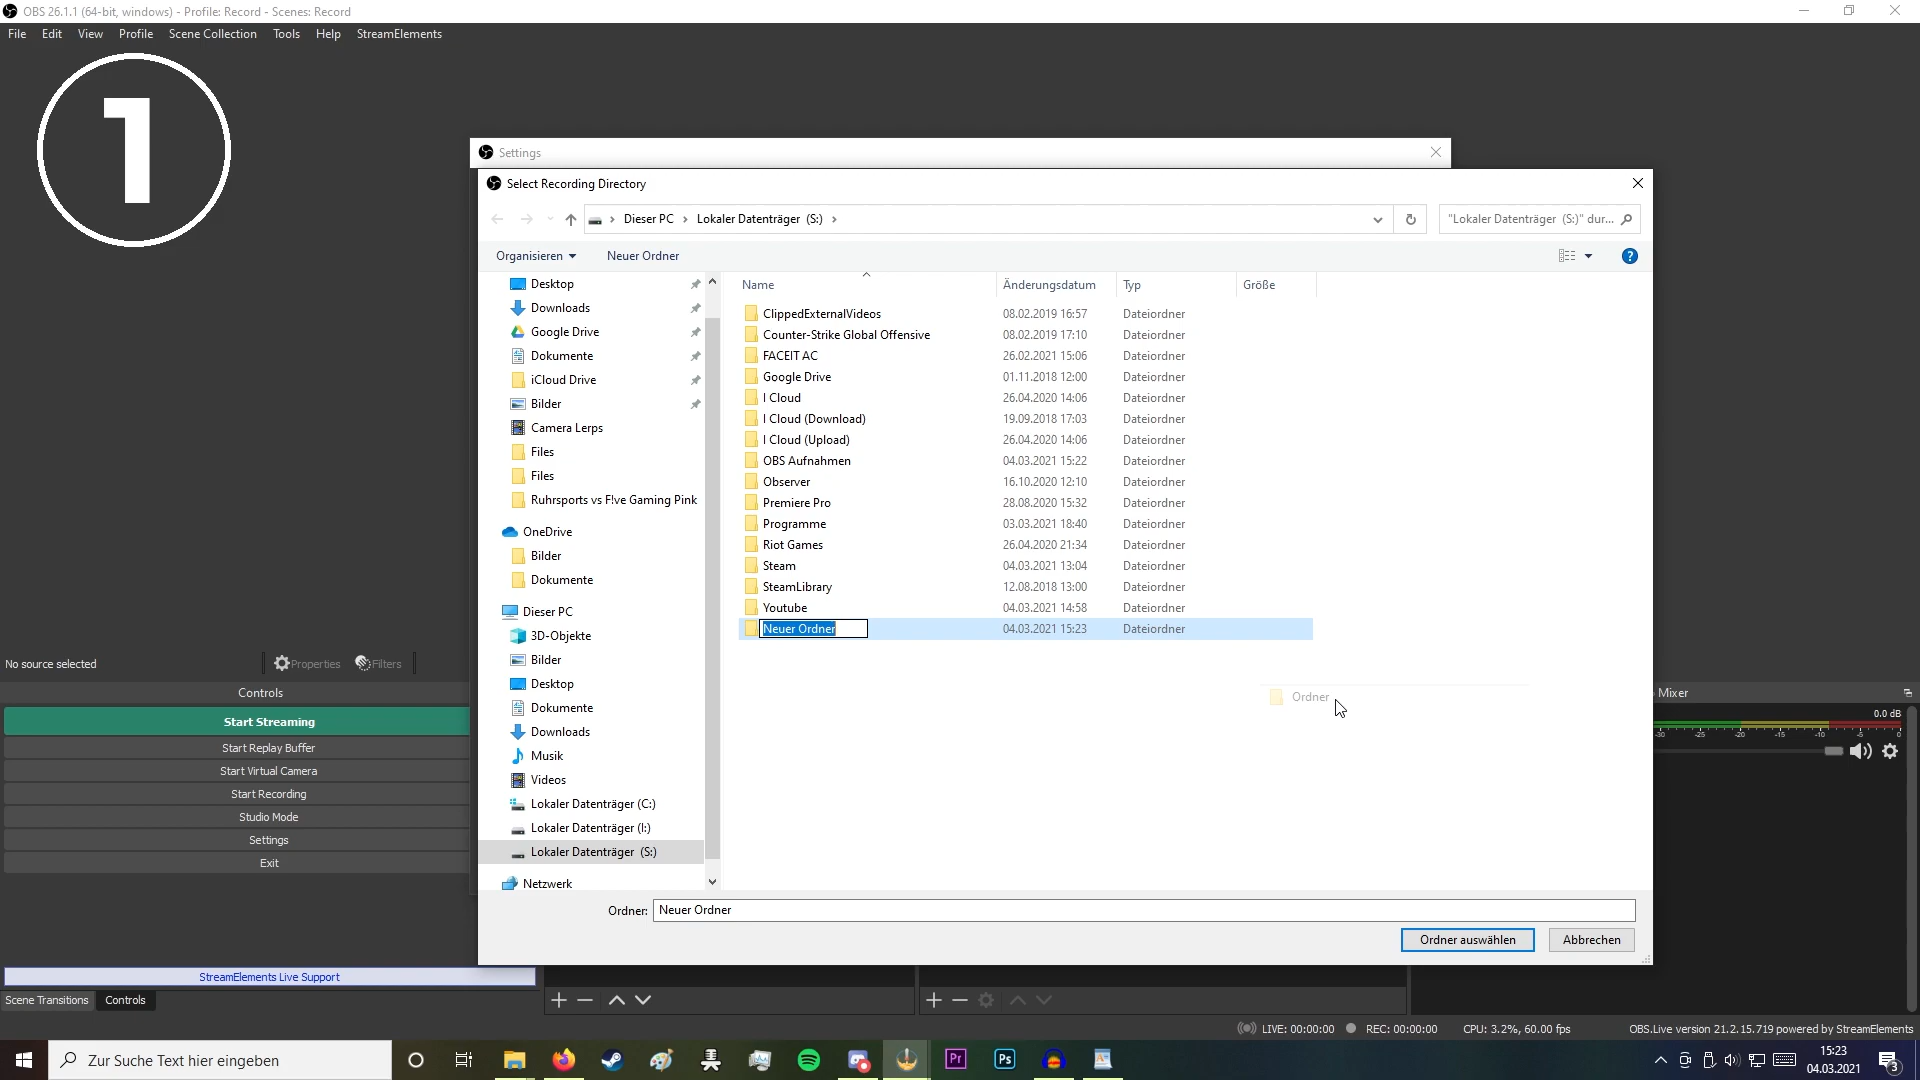 OBS 26.1.1 (64-bit, windows) - Profile: Record - Scenes: Record
File Edit View Profile Scene Collection Tools Help StreamElements
1
Settings
Select Recording Directory
Dieser PC › Lokaler Datenträger (S:) ›
"Lokaler Datenträger (S:)" dur...
Organisieren Neuer Ordner
?
Desktop
Downloads
Google Drive
Dokumente
iCloud Drive
Bilder
Camera Lerps
Files
Files
Ruhrsports vs F!ve Gaming Pink
OneDrive
Bilder
Dokumente
Dieser PC
3D-Objekte
Bilder
Desktop
Dokumente
Downloads
Musik
Videos
Lokaler Datenträger (C:)
Lokaler Datenträger (I:)
Lokaler Datenträger (S:)
Netzwerk
Name Änderungsdatum Typ Größe
ClippedExternalVideos 08.02.2019 16:57 Dateiordner
Counter-Strike Global Offensive 08.02.2019 17:10 Dateiordner
FACEIT AC 26.02.2021 15:06 Dateiordner
Google Drive 01.11.2018 12:00 Dateiordner
I Cloud 26.04.2020 14:06 Dateiordner
I Cloud (Download) 19.09.2018 17:03 Dateiordner
I Cloud (Upload) 26.04.2020 14:06 Dateiordner
OBS Aufnahmen 04.03.2021 15:22 Dateiordner
Observer 16.10.2020 12:10 Dateiordner
Premiere Pro 28.08.2020 15:32 Dateiordner
Programme 03.03.2021 18:40 Dateiordner
Riot Games 26.04.2020 21:34 Dateiordner
Steam 04.03.2021 13:04 Dateiordner
SteamLibrary 12.08.2018 13:00 Dateiordner
Youtube 04.03.2021 14:58 Dateiordner
Neuer Ordner 04.03.2021 15:23 Dateiordner
Ordner
Ordner: Neuer Ordner
Ordner auswählen Abbrechen
No source selected Properties Filters
Controls
Start Streaming
Start Replay Buffer
Start Virtual Camera
Start Recording
Studio Mode
Settings
Exit
StreamElements Live Support
Scene Transitions Controls
Mixer
0.0 dB
-30 -25 -20 -15 -10 -5 0
LIVE: 00:00:00 REC: 00:00:00 CPU: 3.2%, 60.00 fps OBS.Live version 21.2.15.719 powered by StreamElements
Zur Suche Text hier eingeben
Pr
Ps
15:23
04.03.2021
3